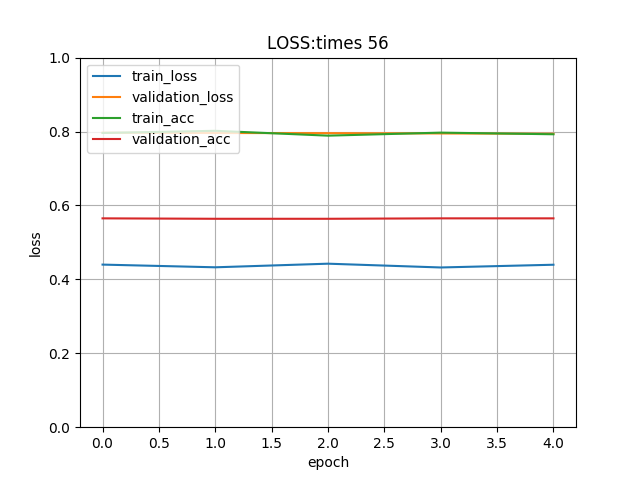 LOSS:times 56
1.0
0.8
0.6
0.4
0.2
0.0
loss
train_loss
validation_loss
train_acc
validation_acc
0.0 0.5 1.0 1.5 2.0 2.5 3.0 3.5 4.0
epoch